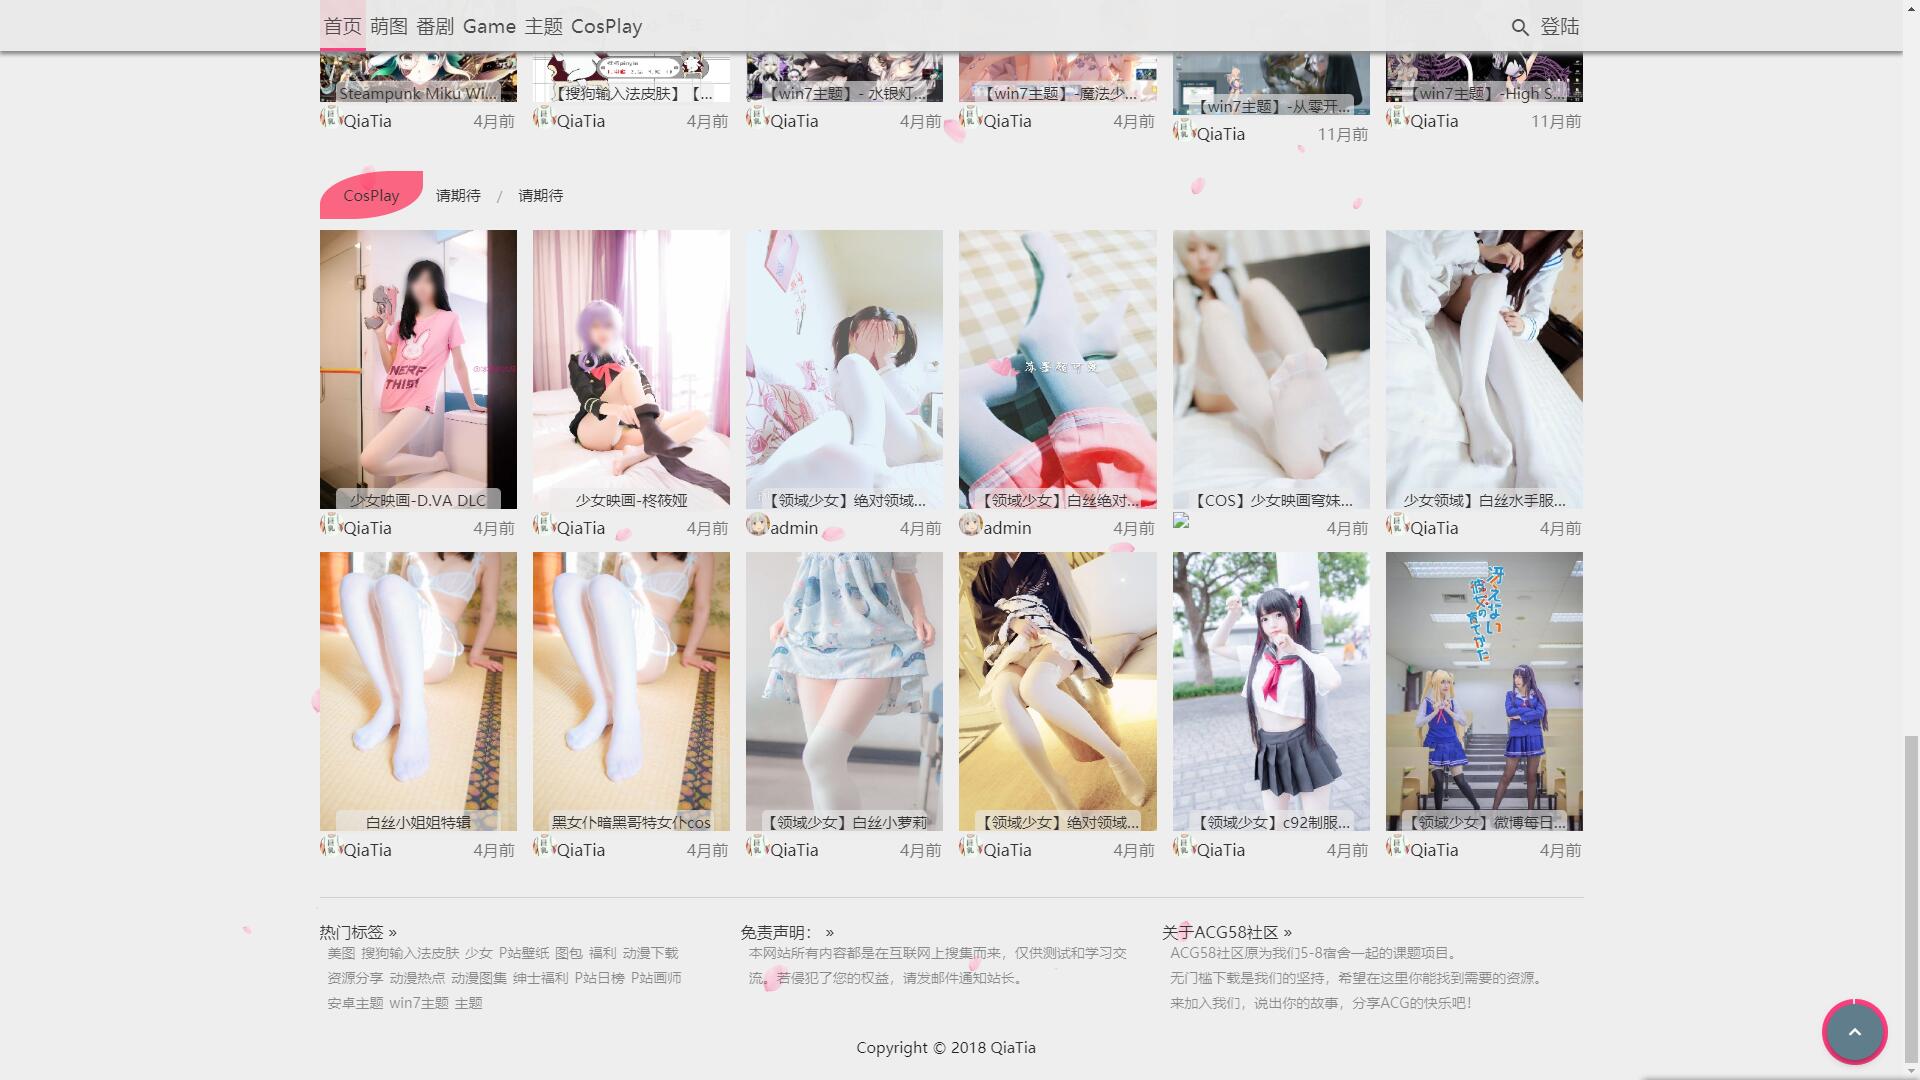 首页 萌图 番剧 Game 主题 CosPlay 登陆
Steampunk Miku Wi... 【搜狗输入法皮肤】【... 【win7主题】- 水银灯... 【win7主题】-魔法少... 【win7主题】-从零开... 【win7主题】-High S...
QiaTia 4月前 QiaTia 4月前 QiaTia 4月前 QiaTia 4月前 QiaTia 11月前 QiaTia 11月前
CosPlay 请期待 / 请期待
NERF
THIS!
少女映画-D.VA DLC 少女映画-柊筱娅 【领域少女】绝对领域... 【领域少女】白丝绝对... 【COS】少女映画穹妹... 少女领域】白丝水手服...
QiaTia 4月前 QiaTia 4月前 admin 4月前 admin 4月前 4月前 QiaTia 4月前
冴えない
彼女の
育てかた
白丝小姐姐特辑 黑女仆暗黑哥特女仆cos 【领域少女】白丝小萝莉 【领域少女】绝对领域... 【领域少女】c92制服... 【领域少女】微博每日...
QiaTia 4月前 QiaTia 4月前 QiaTia 4月前 QiaTia 4月前 QiaTia 4月前 QiaTia 4月前
热门标签 »
美图 搜狗输入法皮肤 少女 P站壁纸 图包 福利 动漫下载
资源分享 动漫热点 动漫图集 绅士福利 P站日榜 P站画师
安卓主题 win7主题 主题
免责声明： »
本网站所有内容都是在互联网上搜集而来，仅供测试和学习交
流。若侵犯了您的权益，请发邮件通知站长。
关于ACG58社区 »
ACG58社区原为我们5-8宿舍一起的课题项目。
无门槛下载是我们的坚持，希望在这里你能找到需要的资源。
来加入我们，说出你的故事，分享ACG的快乐吧!
Copyright © 2018 QiaTia